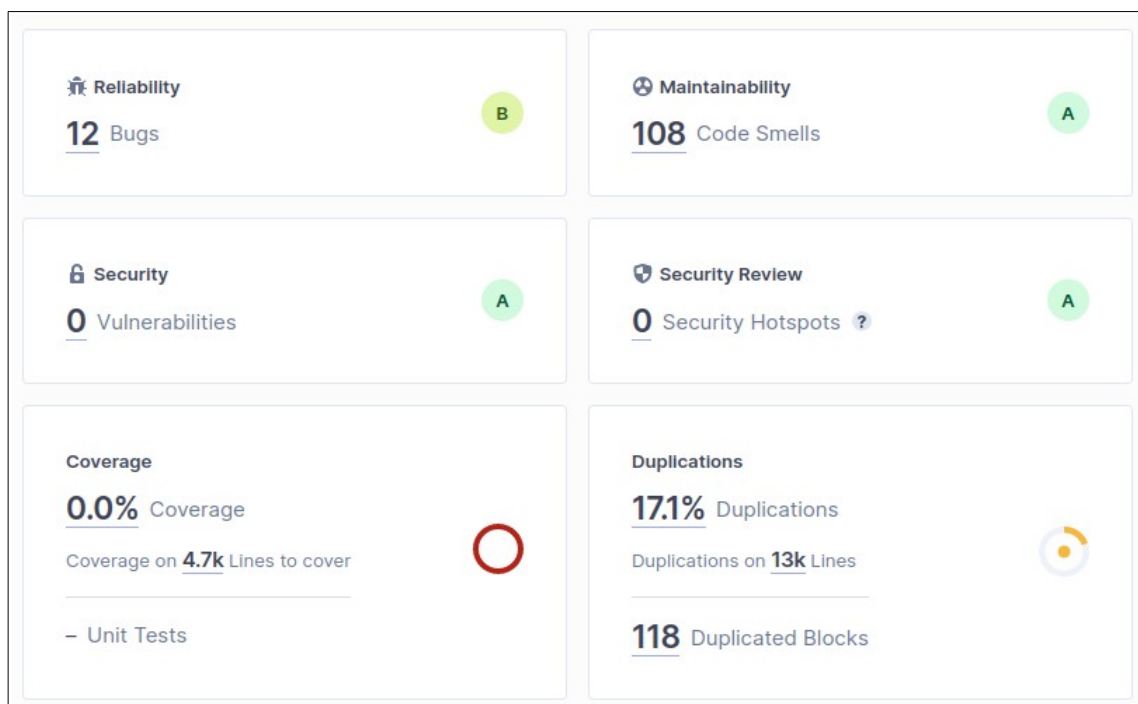 Reliability
12 Bugs
B
Maintainability
108 Code Smells
A
Security
0 Vulnerabilities
A
Security Review
0 Security Hotspots ?
A
Coverage
0.0% Coverage
Coverage on 4.7k Lines to cover
– Unit Tests
Duplications
17.1% Duplications
Duplications on 13k Lines
118 Duplicated Blocks